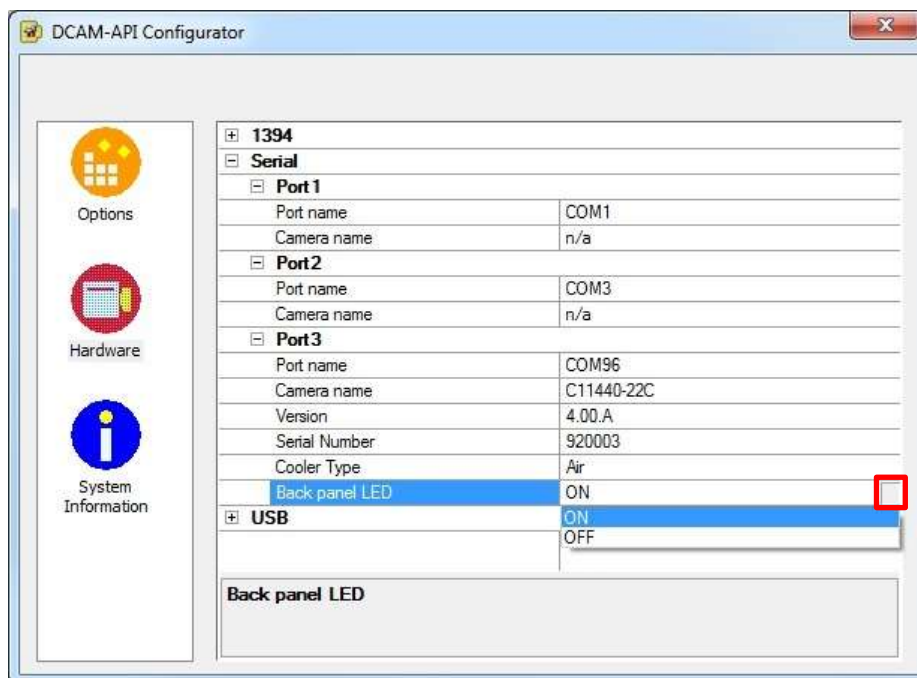 DCAM-API Configurator
Options
Hardware
System
Information
1394
Serial
Port1
Port name COM1
Camera name n/a
Port2
Port name COM3
Camera name n/a
Port3
Port name COM96
Camera name C11440-22C
Version 4.00.A
Serial Number 920003
Cooler Type Air
Back panel LED ON
USB ON
OFF
Back panel LED